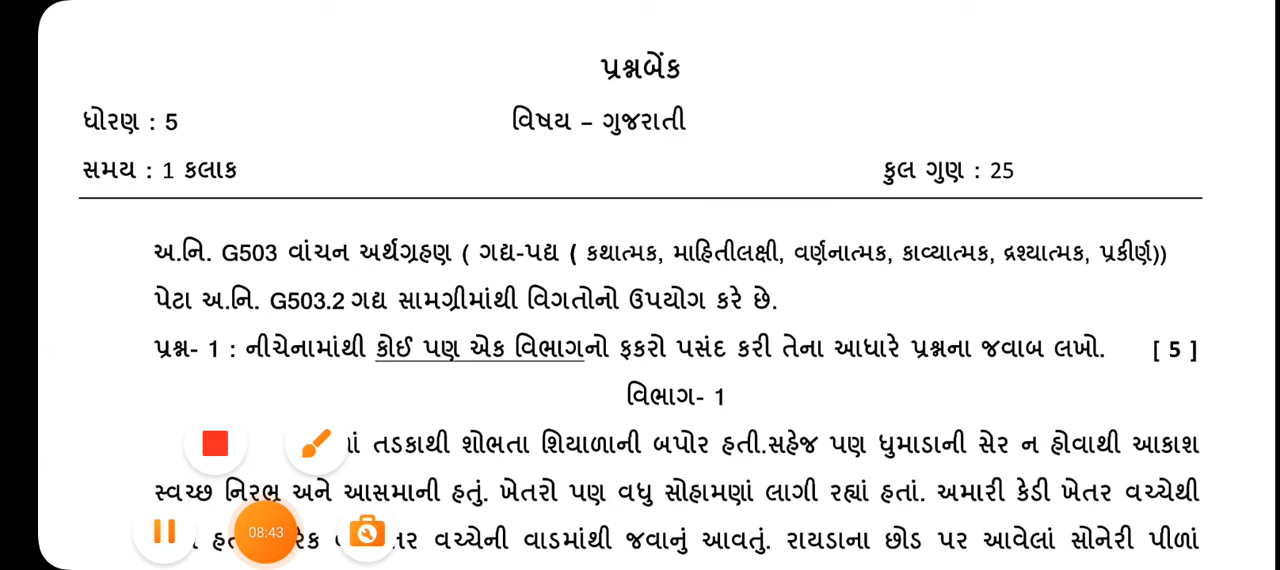 પ્રશ્નબેંક
ધોરણ : 5 વિષય – ગુજરાતી
સમય : 1 કલાક કુલ ગુણ : 25
અ.નિ. G503 વાંચન અર્થગ્રહણ ( ગદ્ય-પદ્ય ( કથાત્મક, માહિતીલક્ષી, વર્ણનાત્મક, કાવ્યાત્મક, દ્રશ્યાત્મક, પ્રકીર્ણ))
પેટા અ.નિ. G503.2 ગદ્ય સામગ્રીમાંથી વિગતોનો ઉપયોગ કરે છે.
પ્રશ્ન- 1 : નીચેનામાંથી કોઈ પણ એક વિભાગનો ફકરો પસંદ કરી તેના આધારે પ્રશ્નના જવાબ લખો. [ 5 ]
વિભાગ- 1
તડકાથી શોભતા શિયાળાની બપોર હતી.સહેજ પણ ધુમાડાની સેર ન હોવાથી આકાશ
સ્વચ્છ નિરભ્ર અને આસમાની હતું. ખેતરો પણ વધુ સોહામણાં લાગી રહ્યાં હતાં. અમારી કેડી ખેતર વચ્ચેથી
વચ્ચેની વાડમાંથી જવાનું આવતું. રાયડાના છોડ પર આવેલાં સોનેરી પીળાં
08:43